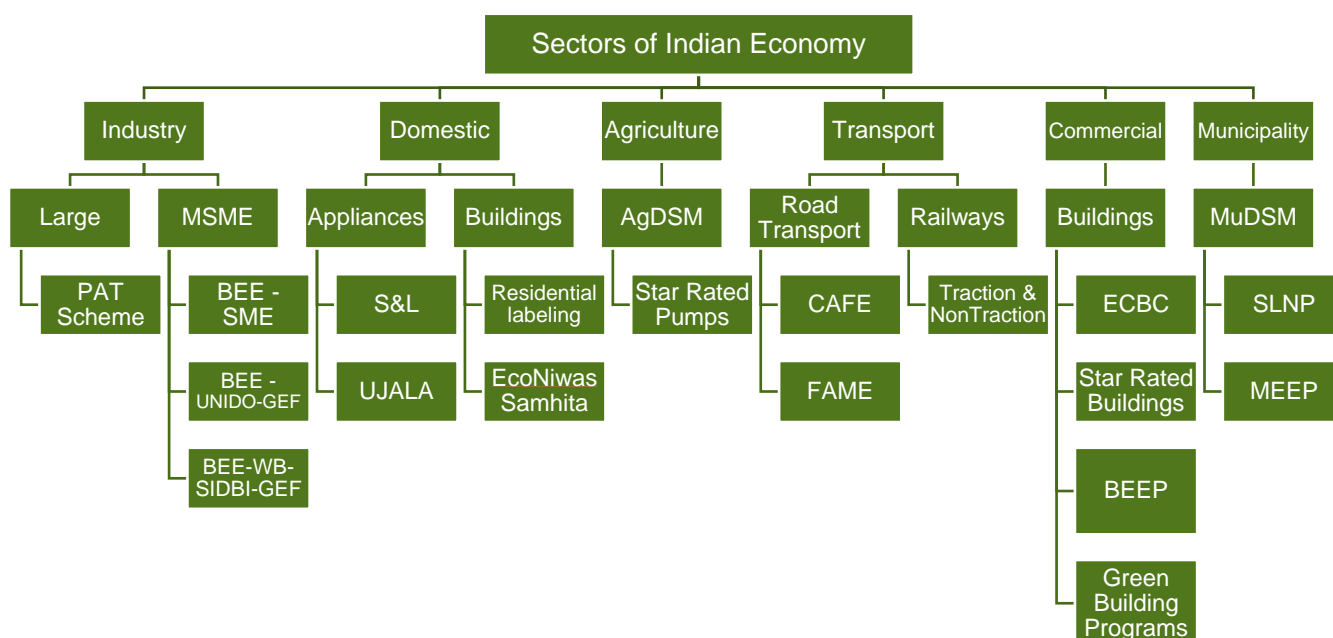 Sectors of Indian Economy
Industry
Domestic
Agriculture
Transport
Commercial
Municipality
Large
MSME
Appliances
Buildings
AgDSM
Road
Transport
Railways
Buildings
MuDSM
PAT
Scheme
BEE -
SME
S&L
Residential
labeling
Star Rated
Pumps
CAFE
Traction &
NonTraction
ECBC
SLNP
BEE -
UNIDO-GEF
UJALA
EcoNiwas
Samhita
FAME
Star Rated
Buildings
MEEP
BEE-WB-
SIDBI-GEF
BEEP
Green
Building
Programs